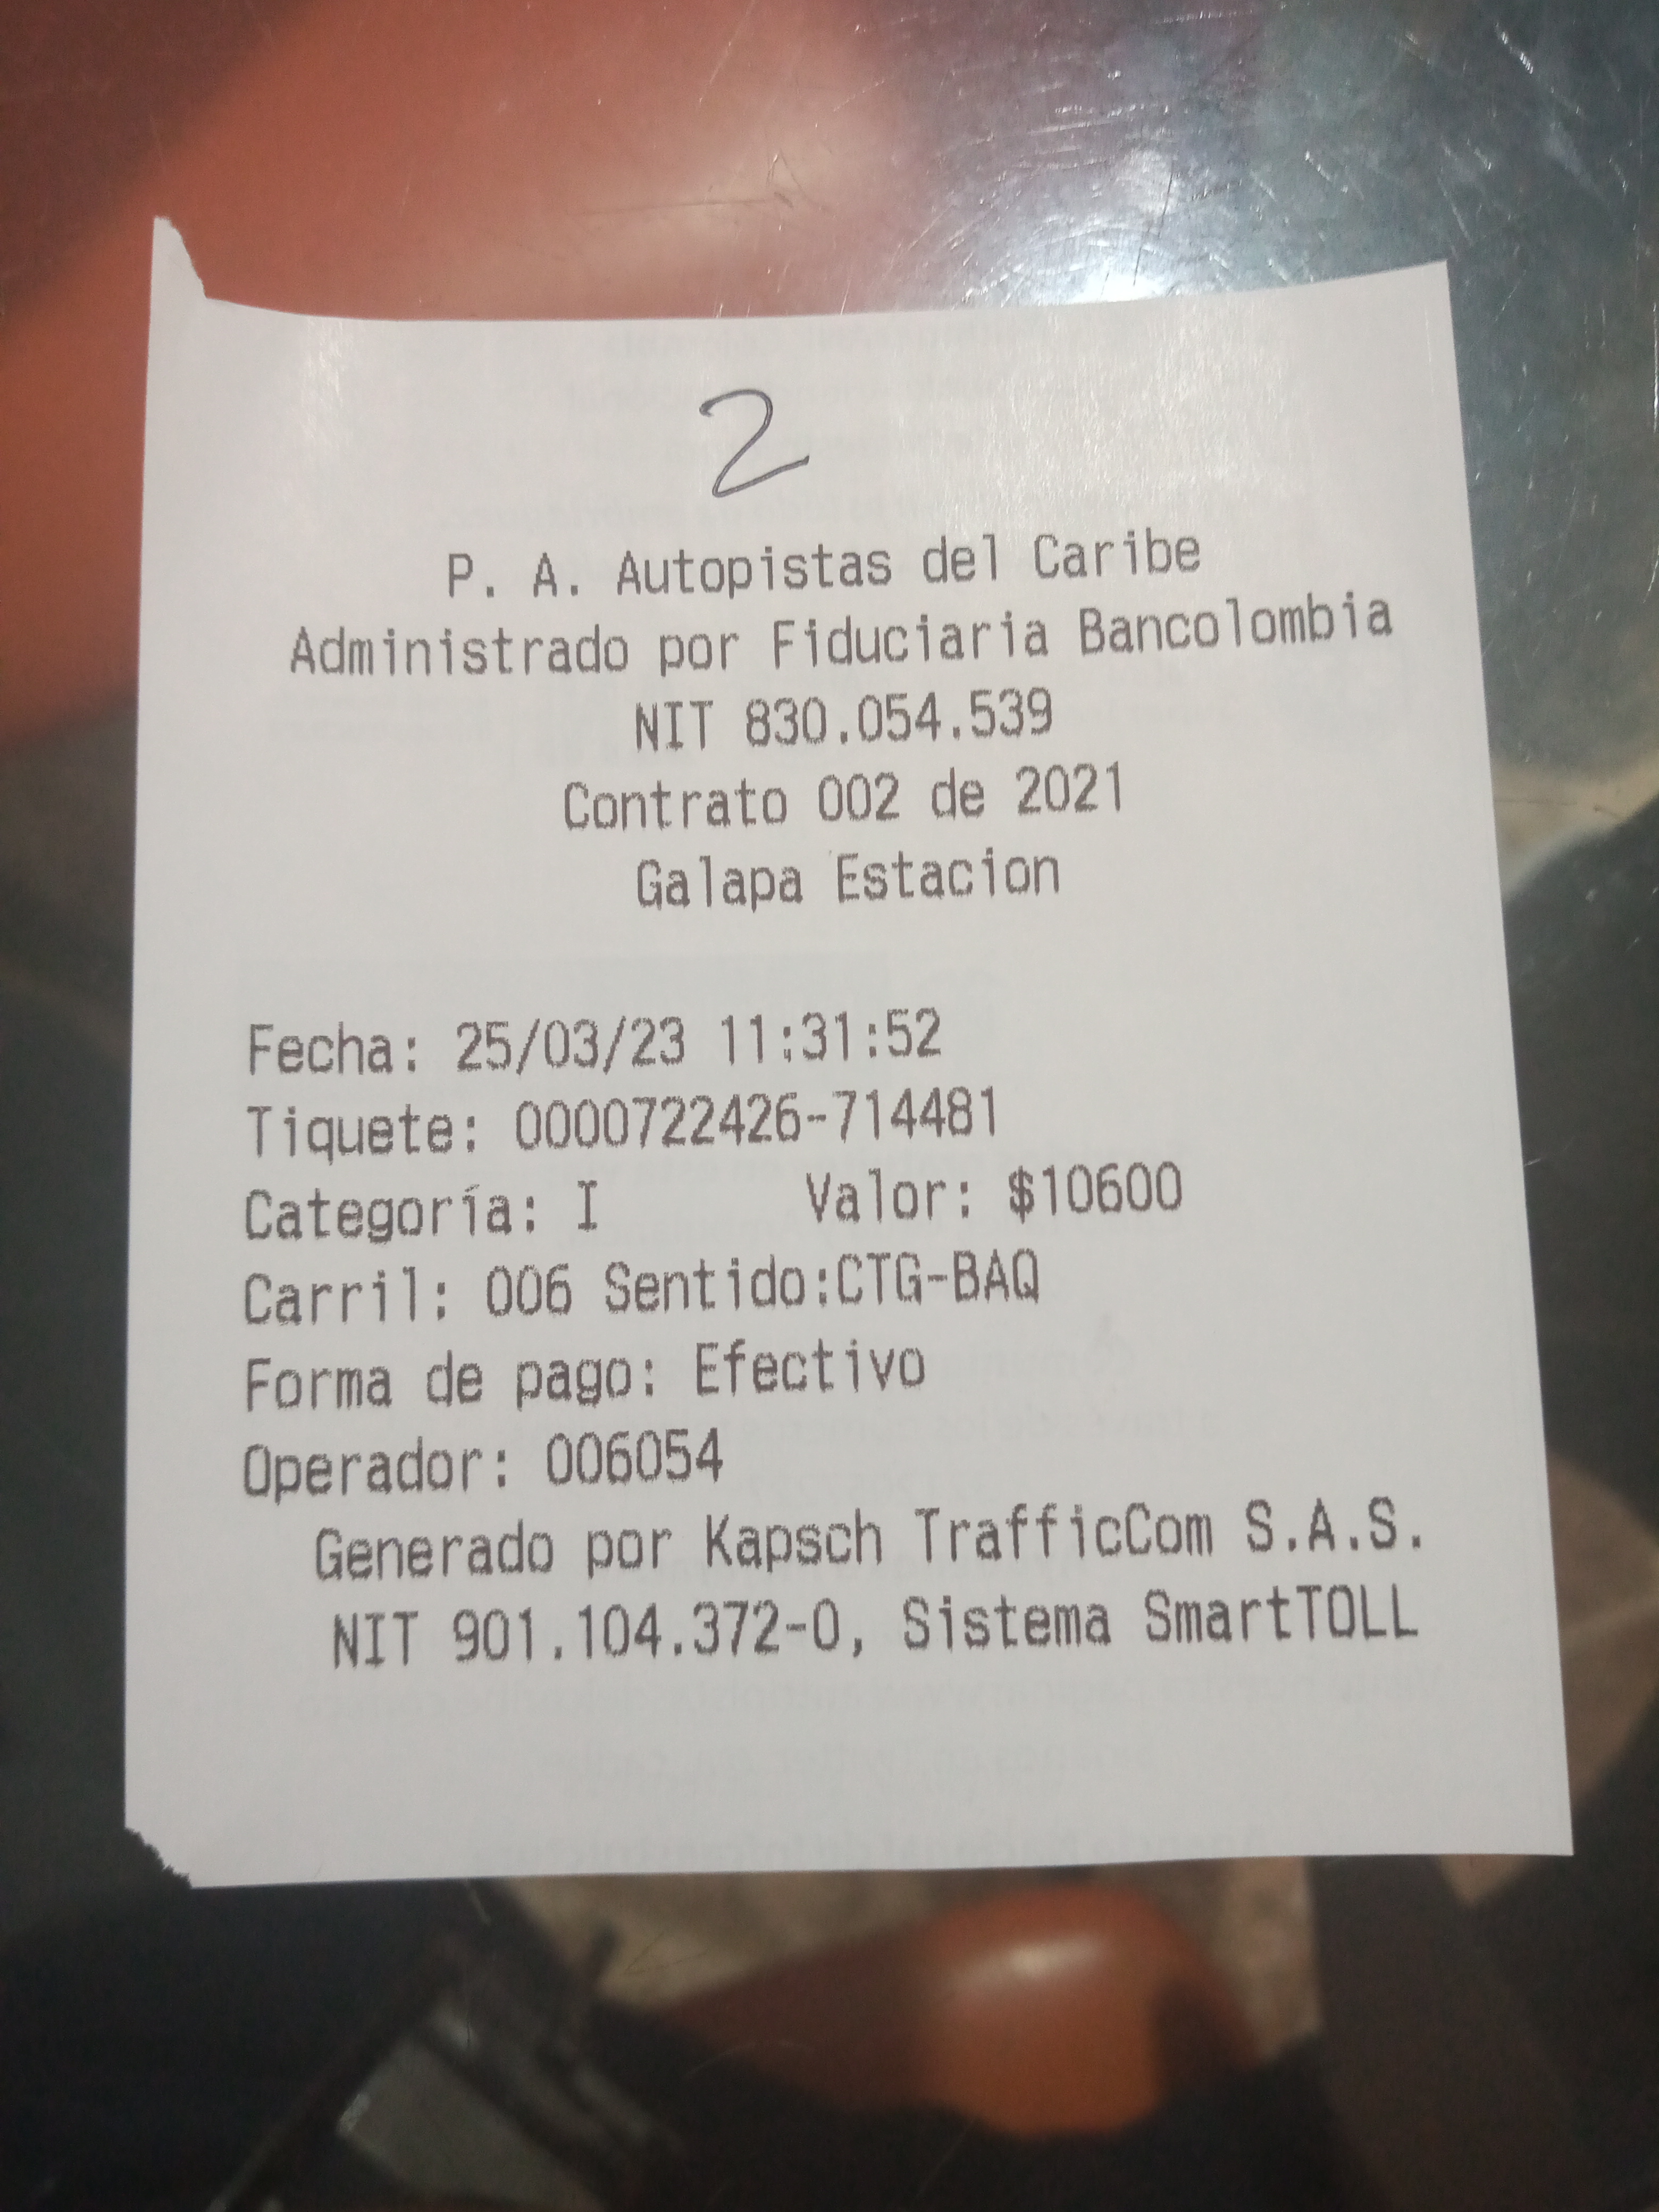 2
P. A. Autopistas del Caribe
Administrado por Fiduciaria Bancolombia
NIT 830.054.539
Contrato 002 de 2021
Galapa Estacion
Fecha: 25/03/23 11:31:52
Tiquete: 0000722426-714481
Categoría: I Valor: $10600
Carril: 006 Sentido:CTG-BAQ
Forma de pago: Efectivo
Operador: 006054
Generado por Kapsch TrafficCom S.A.S.
NIT 901.104.372-0, Sistema SmartTOLL